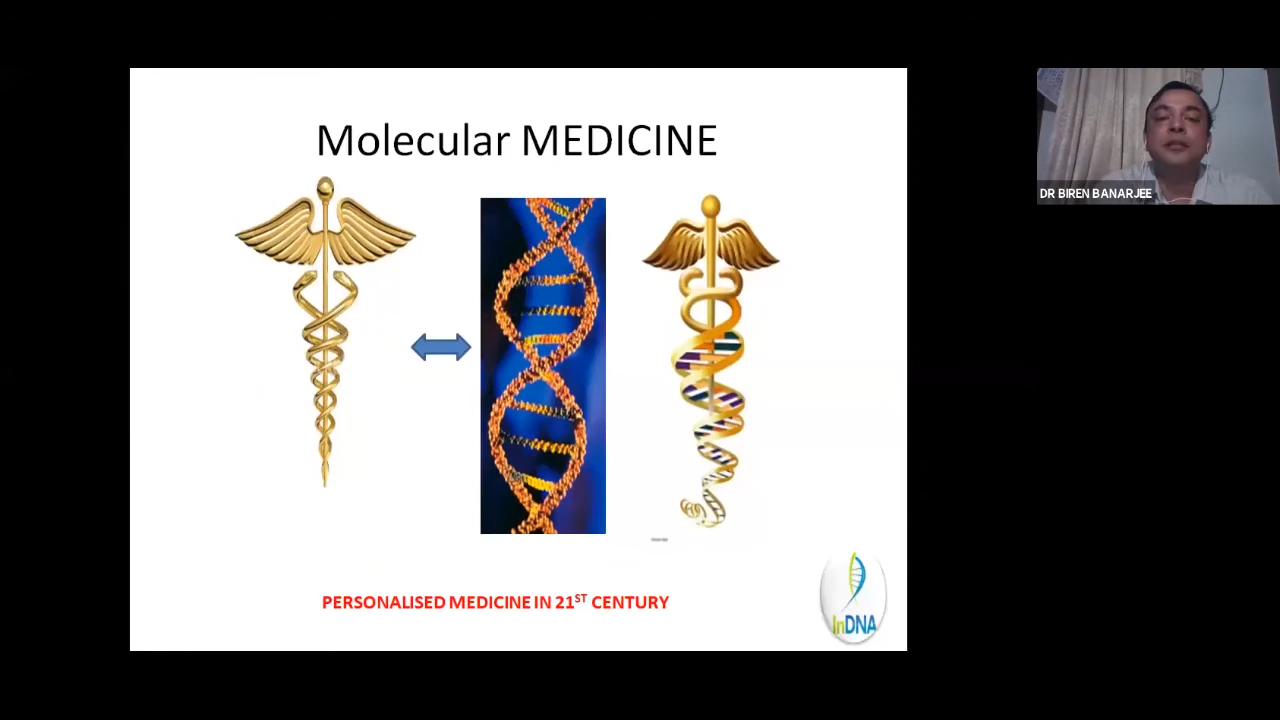 Molecular MEDICINE
DR BIREN BANARJEE
PERSONALISED MEDICINE IN 21ST CENTURY
InDNA